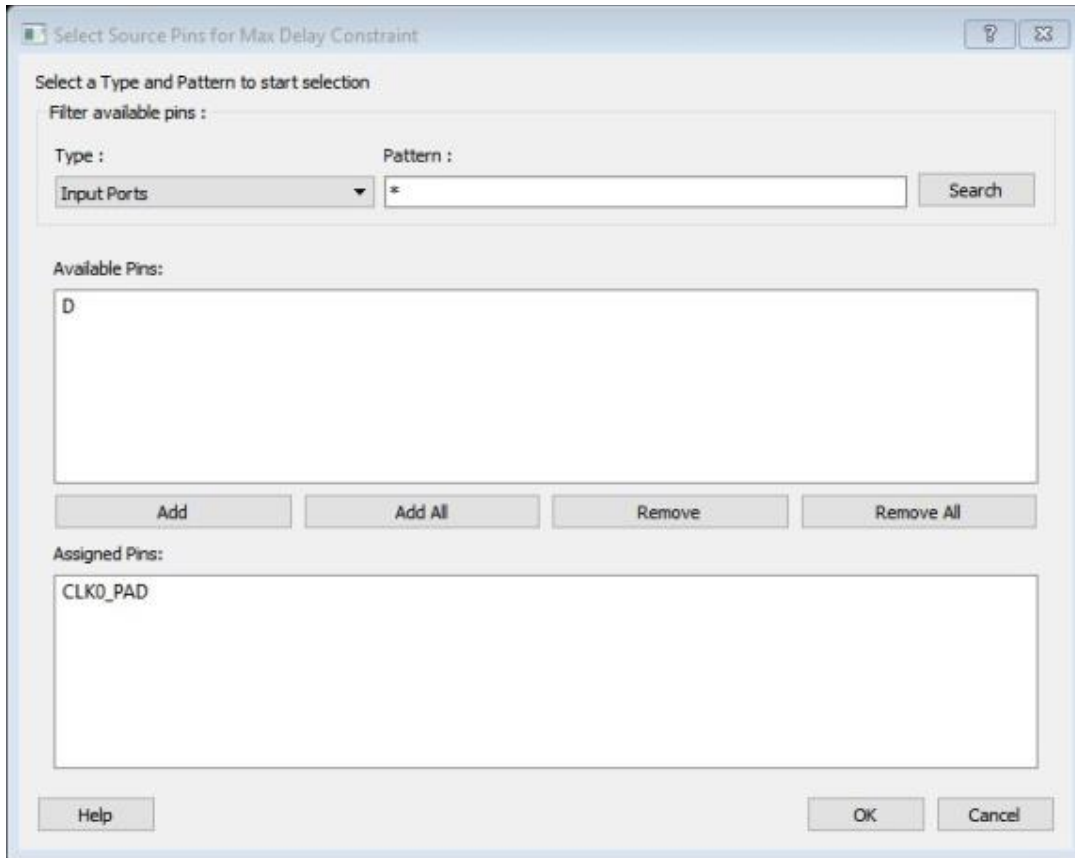 Select Source Pins for Max Delay Constraint
Select a Type and Pattern to start selection
Filter available pins :
Type : Pattern :
Input Ports * Search
Available Pins:
D
Add Add All Remove Remove All
Assigned Pins:
CLK0_PAD
Help OK Cancel